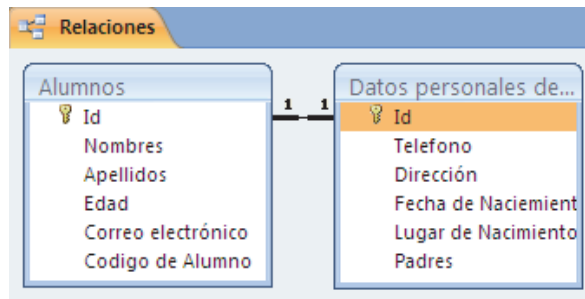 Relaciones
Alumnos
Id
Nombres
Apellidos
Edad
Correo electrónico
Codigo de Alumno
1 1
Datos personales de...
Id
Telefono
Dirección
Fecha de Naciemient
Lugar de Nacimiento
Padres